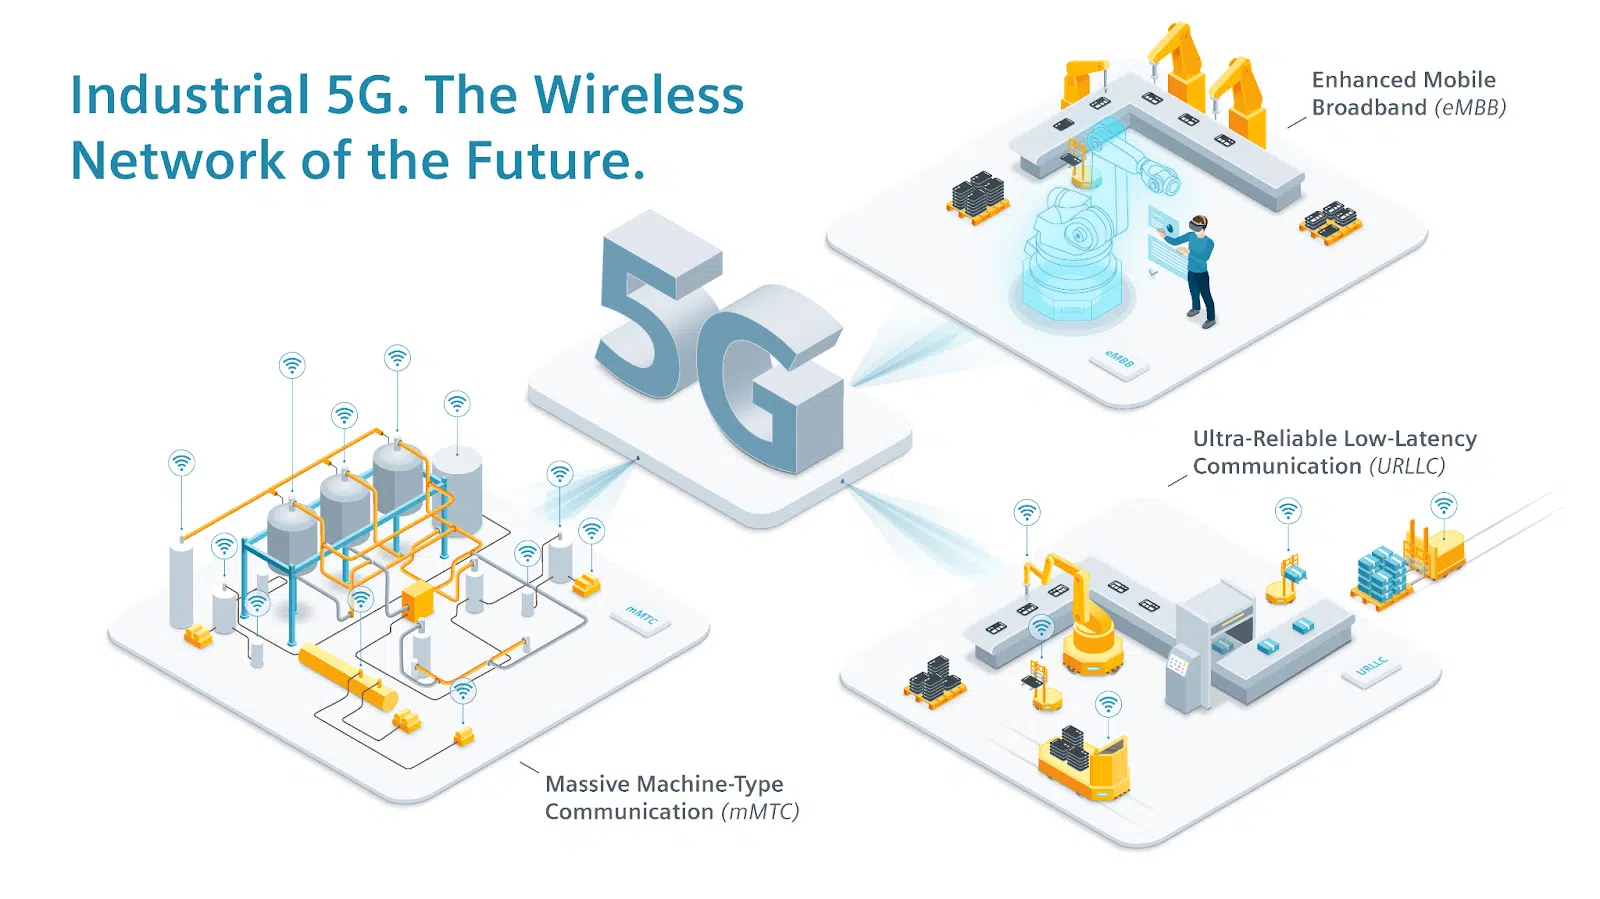 Industrial 5G. The Wireless
Network of the Future.
5G
Enhanced Mobile
Broadband (eMBB)
eMBB
Ultra-Reliable Low-Latency
Communication (URLLC)
URLLC
mMTC
Massive Machine-Type
Communication (mMTC)